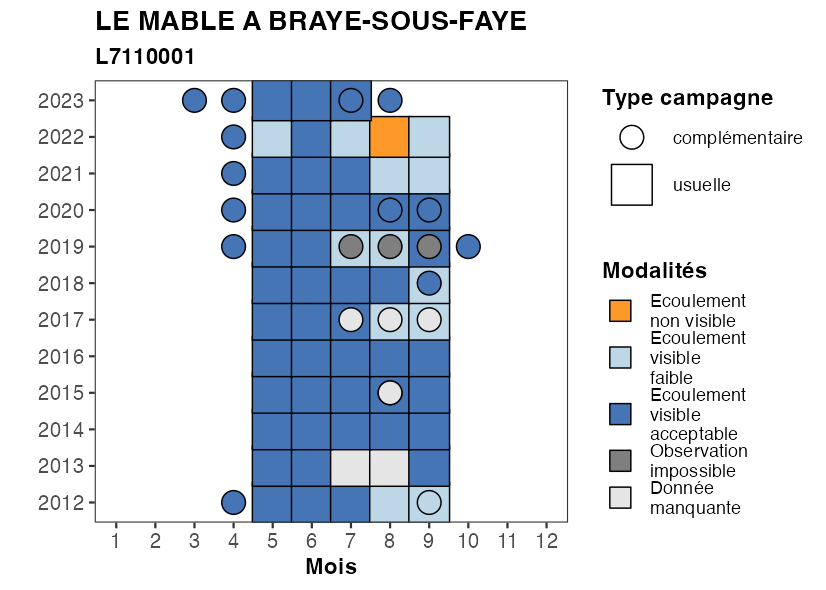 LE MABLE A BRAYE-SOUS-FAYE
L7110001
2023
2022
2021
2020
2019
2018
2017
2016
2015
2014
2013
2012
1 2 3 4 5 6 7 8 9 10 11 12
Mois
Type campagne
complémentaire
usuelle
Modalités
Ecoulement
non visible
Ecoulement
visible
faible
Ecoulement
visible
acceptable
Observation
impossible
Donnée
manquante